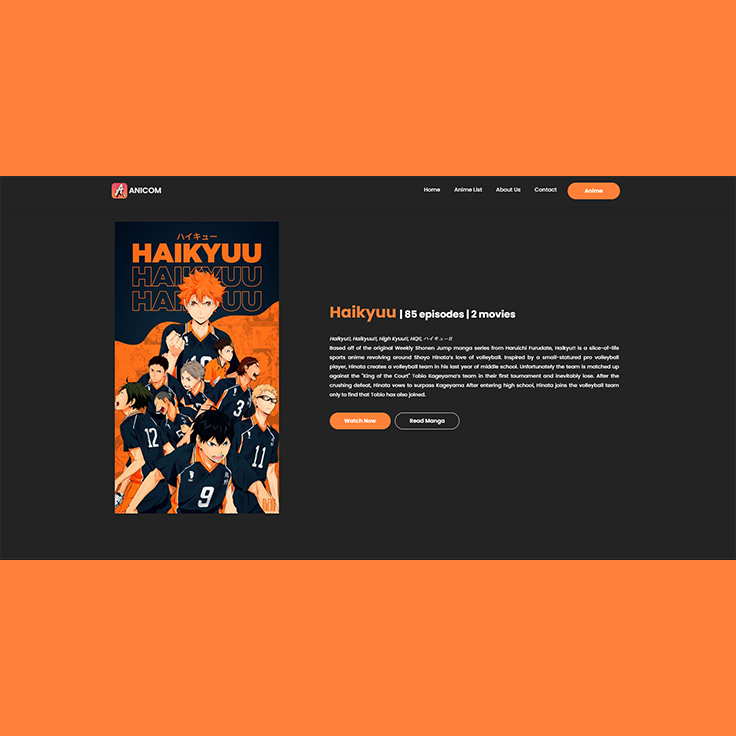 ANICOM
Home Anime List About Us Contact Anime
ハイキュー
HAIKYUU
HAIKYUU
HAIKYUU
10
3
12
11
9
Haikyuu | 85 episodes | 2 movies
Haikyu!!, Haikyuu!!, High Kyuu!!, HQ!!, ハイキュー!!
Based off of the original Weekly Shonen Jump manga series from Haruichi Furudate, Haikyu!! is a slice-of-life
sports anime revolving around Shoyo Hinata's love of volleyball. Inspired by a small-statured pro volleyball
player, Hinata creates a volleyball team in his last year of middle school. Unfortunately the team is matched up
against the "King of the Court" Tobio Kageyama's team in their first tournament and inevitably lose. After the
crushing defeat, Hinata vows to surpass Kageyama After entering high school, Hinata joins the volleyball team
only to find that Tobio has also joined.
Watch Now Read Manga